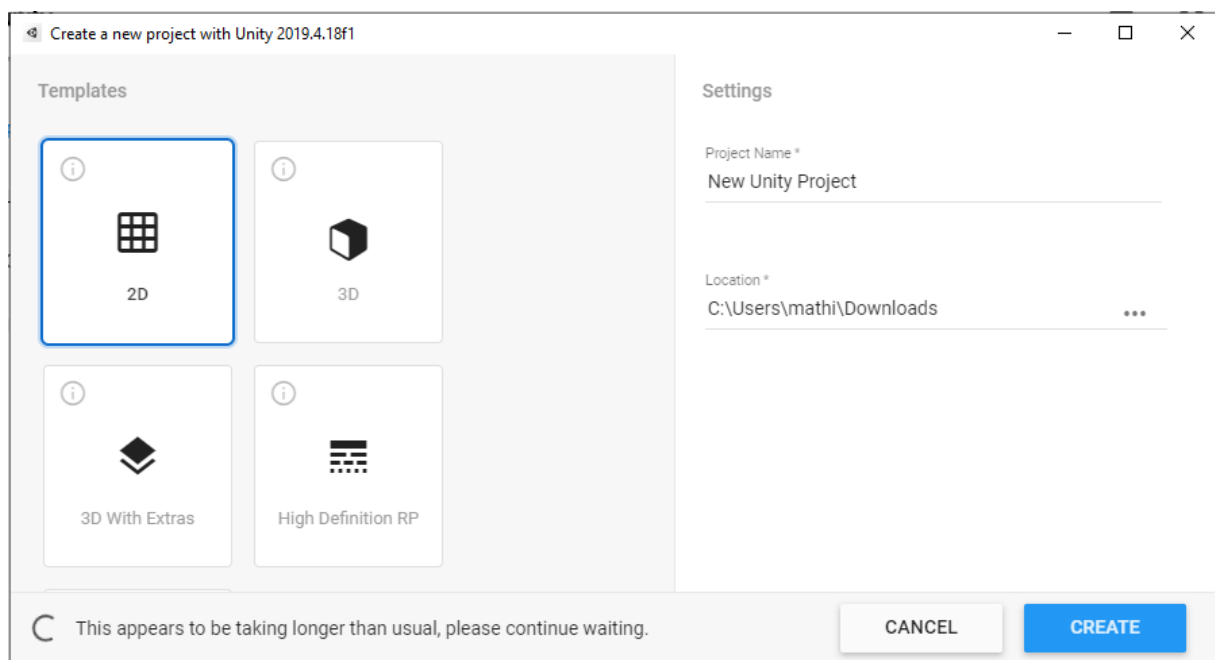 Create a new project with Unity 2019.4.18f1
Templates
Settings
2D
3D
3D With Extras
High Definition RP
Project Name *
New Unity Project
Location *
C:\Users\mathi\Downloads
This appears to be taking longer than usual, please continue waiting.
CANCEL
CREATE